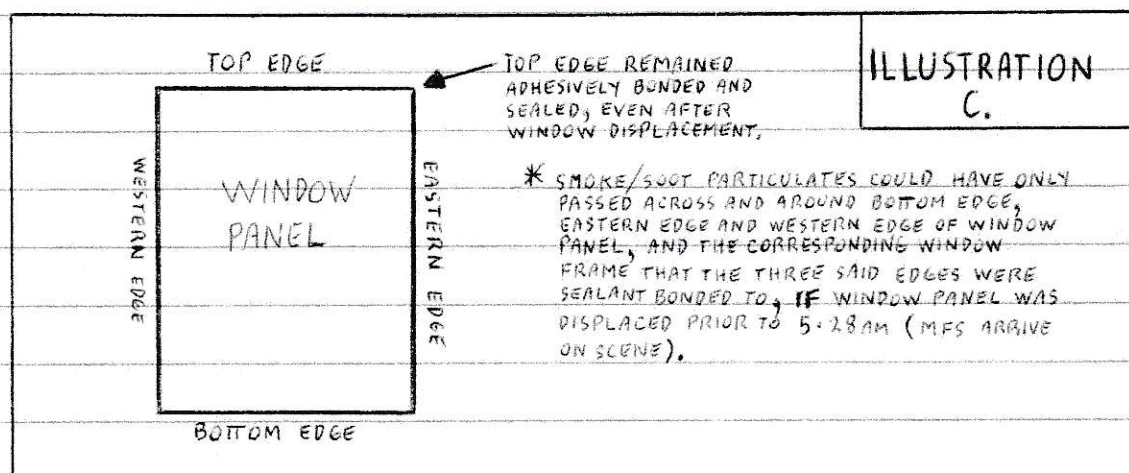 ILLUSTRATION
C.
TOP EDGE
TOP EDGE REMAINED
ADHESIVELY BONDED AND
SEALED, EVEN AFTER
WINDOW DISPLACEMENT.
WESTERN EDGE
WINDOW
PANEL
EASTERN EDGE
BOTTOM EDGE
* SMOKE/SOOT PARTICULATES COULD HAVE ONLY
PASSED ACROSS AND AROUND BOTTOM EDGE,
EASTERN EDGE AND WESTERN EDGE OF WINDOW
PANEL, AND THE CORRESPONDING WINDOW
FRAME THAT THE THREE SAID EDGES WERE
SEALANT BONDED TO, IF WINDOW PANEL WAS
DISPLACED PRIOR TO 5.28AM (MFS ARRIVE
ON SCENE).